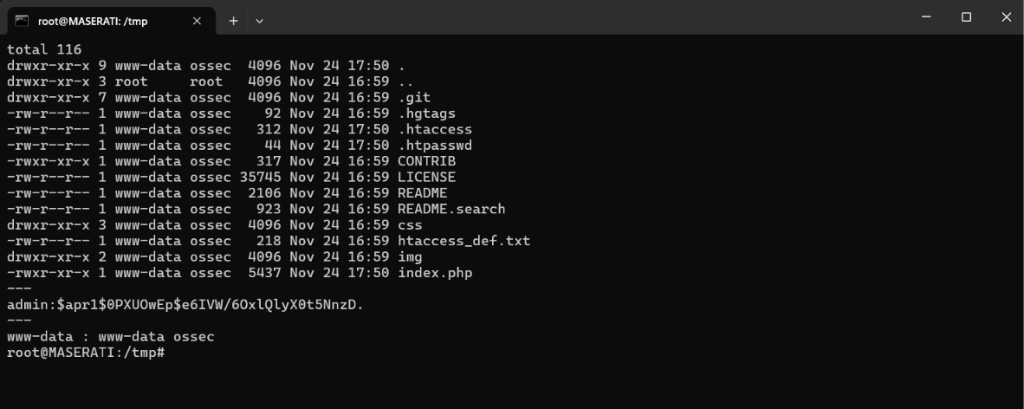 root@MASERATI: /tmp
total 116
drwxr-xr-x 9 www-data ossec  4096 Nov 24 17:50 .
drwxr-xr-x 3 root     root   4096 Nov 24 16:59 ..
drwxr-xr-x 7 www-data ossec  4096 Nov 24 17:50 .git
-rw-r--r-- 1 www-data ossec    92 Nov 24 16:59 .hgtags
-rw-r--r-- 1 www-data ossec   312 Nov 24 17:50 .htaccess
-rw-r--r-- 1 www-data ossec    44 Nov 24 17:50 .htpasswd
-rwxr-xr-x 1 www-data ossec   317 Nov 24 16:59 CONTRIB
-rw-r--r-- 1 www-data ossec 35745 Nov 24 16:59 LICENSE
-rw-r--r-- 1 www-data ossec  2106 Nov 24 16:59 README
-rw-r--r-- 1 www-data ossec   923 Nov 24 16:59 README.search
drwxr-xr-x 3 www-data ossec  4096 Nov 24 16:59 css
-rw-r--r-- 1 www-data ossec   218 Nov 24 16:59 htaccess_def.txt
drwxr-xr-x 2 www-data ossec  4096 Nov 24 16:59 img
-rwxr-xr-x 1 www-data ossec  5437 Nov 24 17:50 index.php
---
admin:$apr1$0PXUOwEp$e6IVW/6OxlQlyX0t5NnzD.
---
www-data : www-data ossec
root@MASERATI:/tmp#